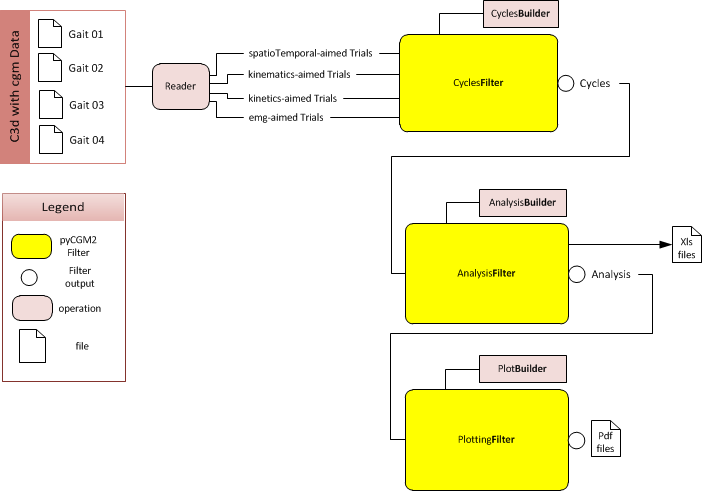 C3d with cgm Data
Gait 01
Gait 02
Gait 03
Gait 04
Reader
spatioTemporal-aimed Trials
kinematics-aimed Trials
kinetics-aimed Trials
emg-aimed Trials
CyclesBuilder
CyclesFilter
Cycles
AnalysisBuilder
AnalysisFilter
Xls
files
Analysis
PlotBuilder
PlottingFilter
Pdf
files
Legend
pyCGM2
Filter
Filter
output
operation
file